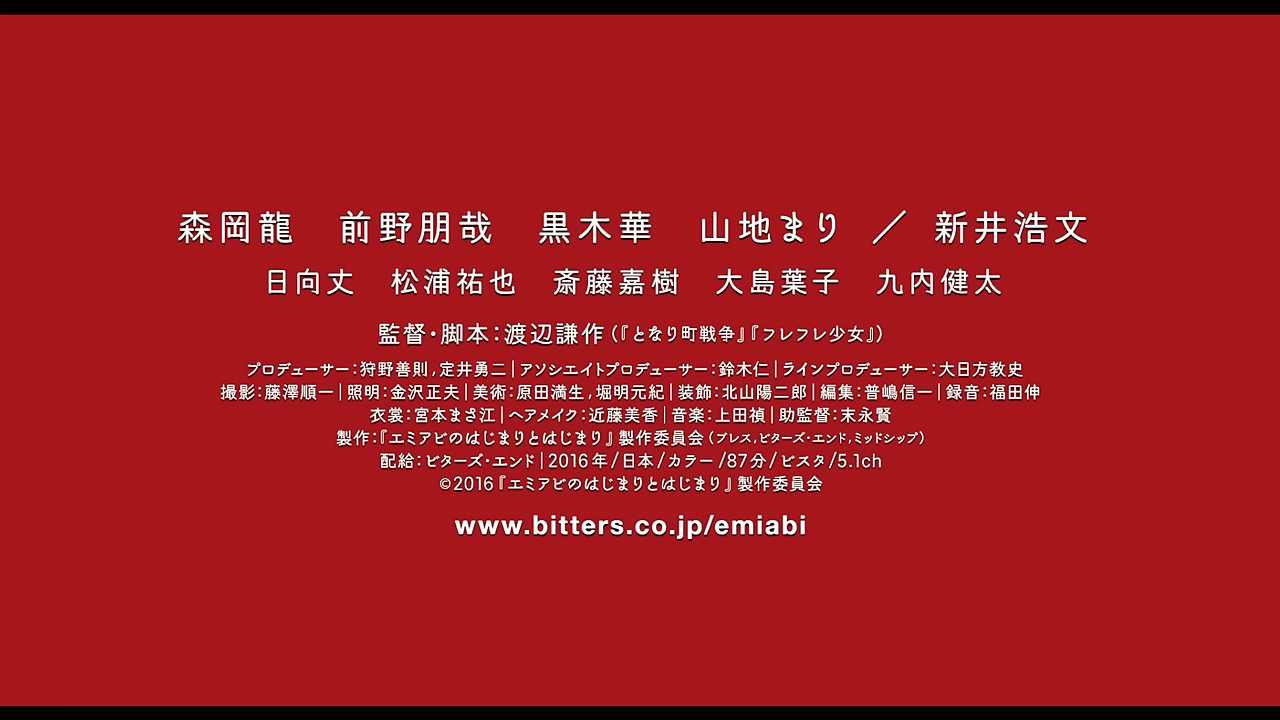 森岡龍　前野朋哉　黒木華　山地まり ／ 新井浩文
日向丈　松浦祐也　斎藤嘉樹　大島葉子　九内健太
監督・脚本：渡辺謙作（『となり町戦争』『フレフレ少女』）
プロデューサー：狩野善則，定井勇二｜アソシエイトプロデューサー：鈴木仁｜ラインプロデューサー：大日方教史
撮影：藤澤順一｜照明：金沢正夫｜美術：原田満生，堀明元紀｜装飾：北山陽二郎｜編集：普嶋信一｜録音：福田伸
衣裳：宮本まさ江｜ヘアメイク：近藤美香｜音楽：上田禎｜助監督：末永賢
製作：『エミアビのはじまりとはじまり』製作委員会（ブレス，ビターズ・エンド，ミッドシップ）
配給：ビターズ・エンド｜2016年/日本/カラー/87分/ビスタ/5.1ch
©2016『エミアビのはじまりとはじまり』製作委員会
www.bitters.co.jp/emiabi